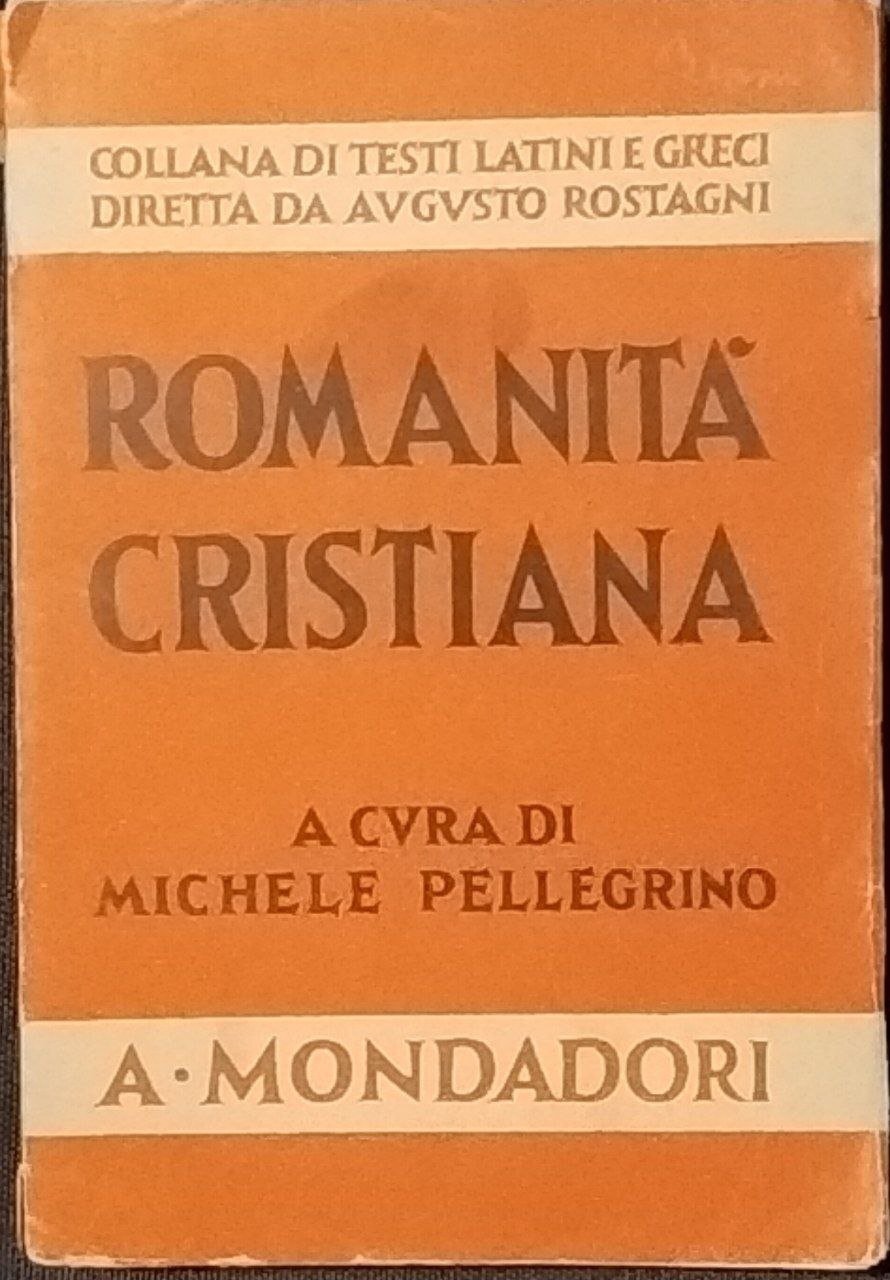 COLLANA DI TESTI LATINI E GRECI
DIRETTA DA AVGVSTO ROSTAGNI
ROMANITÀ
CRISTIANA
A CVRA DI
MICHELE PELLEGRINO
A · MONDADORI